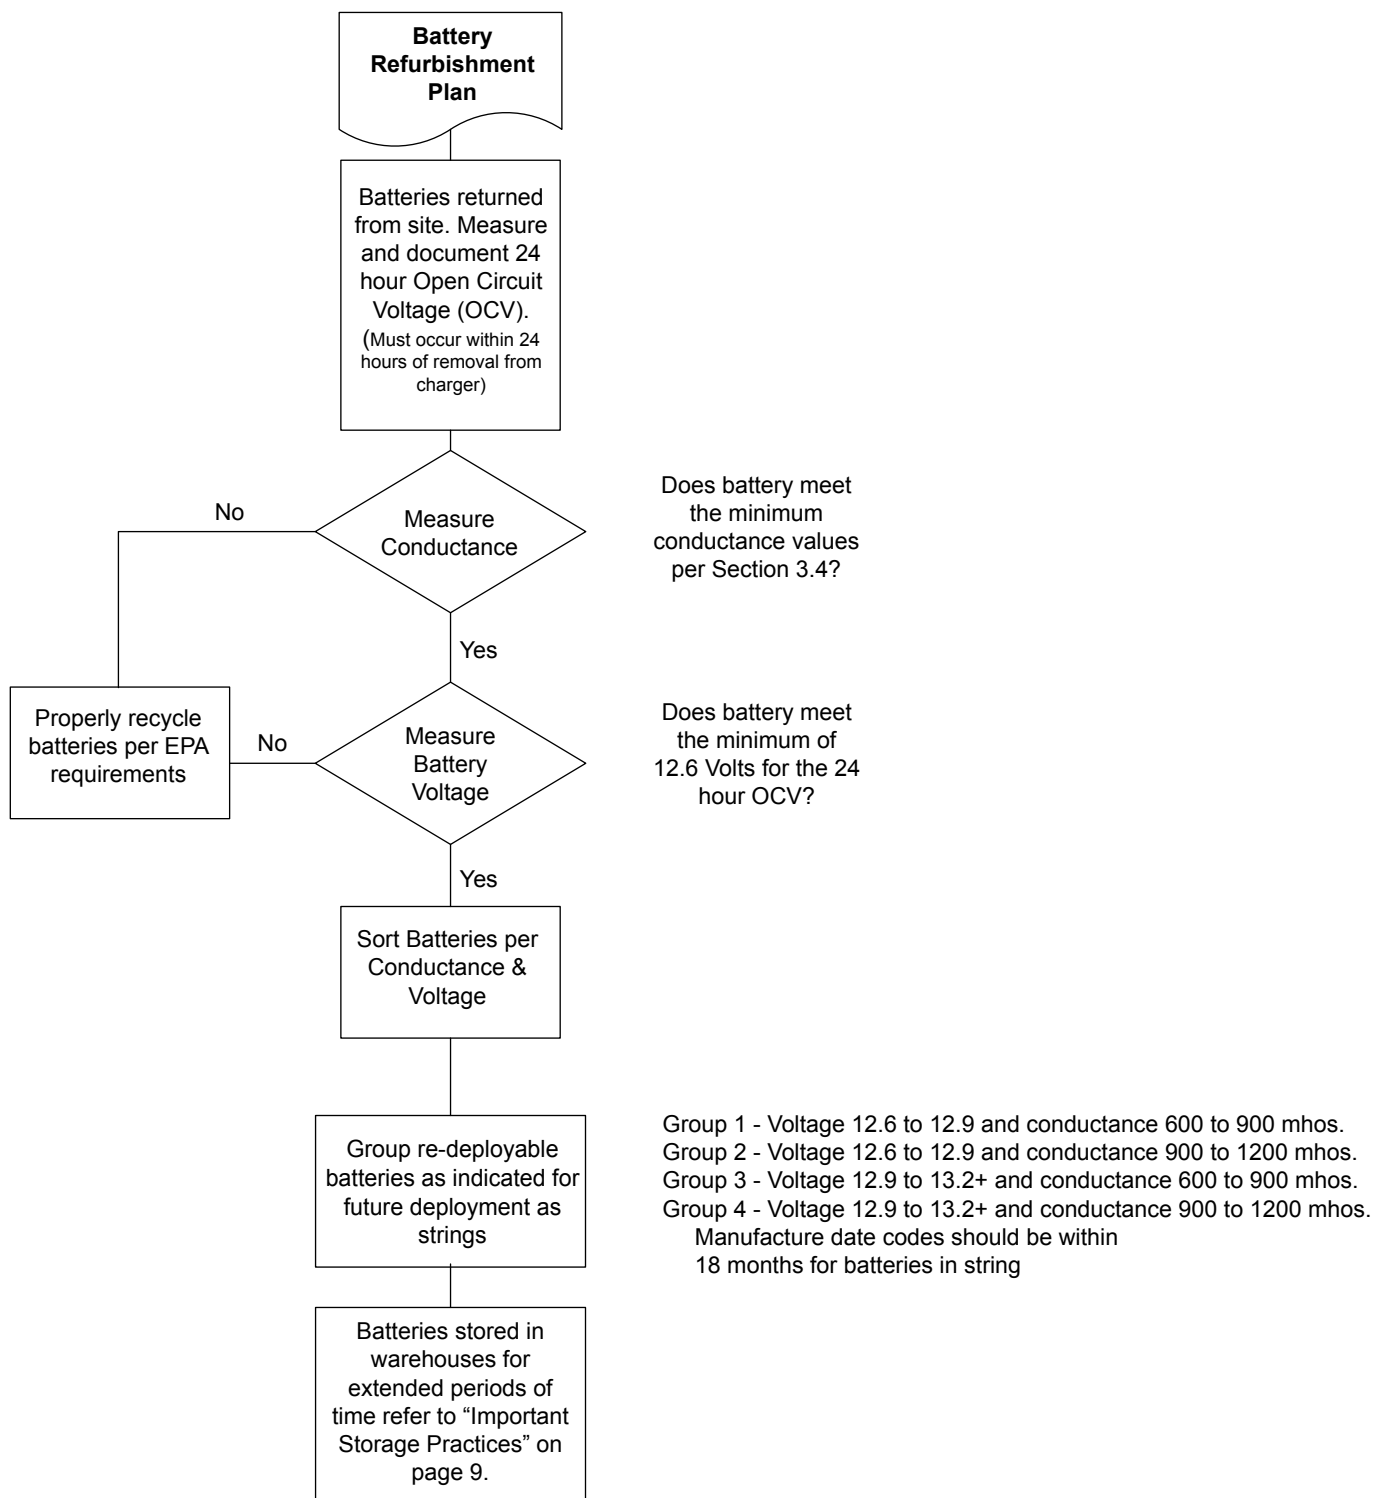 Battery
Refurbishment
Plan
Batteries returned
from site. Measure
and document 24
hour Open Circuit
Voltage (OCV).
(Must occur within 24
hours of removal from
charger)
No
Measure
Conductance
Does battery meet
the minimum
conductance values
per Section 3.4?
Yes
Properly recycle
batteries per EPA
requirements
No
Measure
Battery
Voltage
Does battery meet
the minimum of
12.6 Volts for the 24
hour OCV?
Yes
Sort Batteries per
Conductance &
Voltage
Group re-deployable
batteries as indicated for
future deployment as
strings
Group 1 - Voltage 12.6 to 12.9 and conductance 600 to 900 mhos.
Group 2 - Voltage 12.6 to 12.9 and conductance 900 to 1200 mhos.
Group 3 - Voltage 12.9 to 13.2+ and conductance 600 to 900 mhos.
Group 4 - Voltage 12.9 to 13.2+ and conductance 900 to 1200 mhos.
Manufacture date codes should be within
18 months for batteries in string
Batteries stored in
warehouses for
extended periods of
time refer to “Important
Storage Practices” on
page 9.